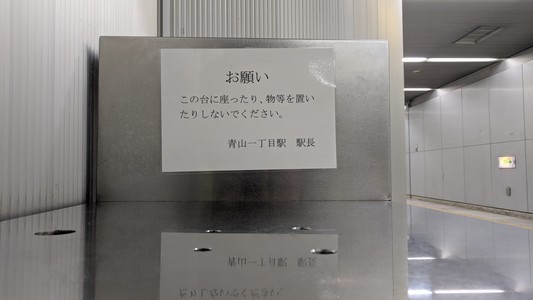 お願い
この台に座ったり、物等を置い
たりしないでください。
青山一丁目駅　駅長